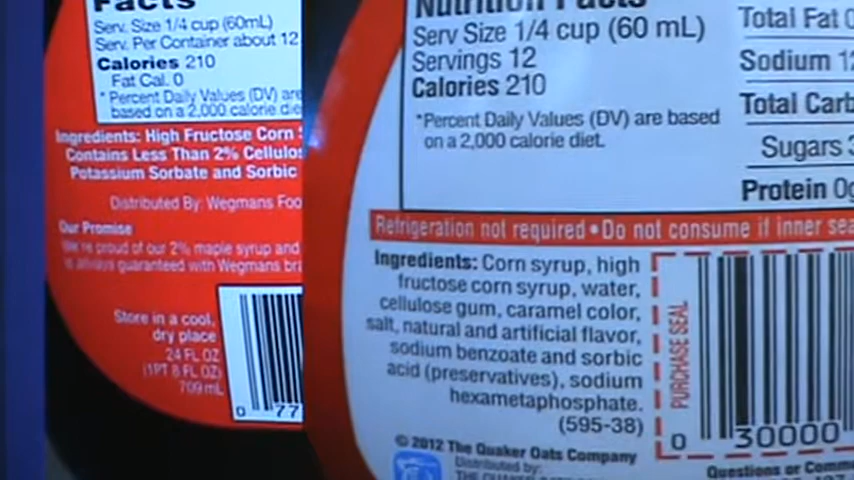 Facts
Serv. Size 1/4 cup (60mL)
Serv. Per Container about 12
Calories 210
Fat Cal. 0
*Percent Daily Values (DV) are
based on a 2,000 calorie die
Ingredients: High Fructose Corn
Contains Less Than 2% Cellulos
Potassium Sorbate and Sorbic
Distributed By: Wegmans Foo
Our Promise
We're proud of our 2% maple syrup and
is always guaranteed with Wegmans bra
Store in a cool,
dry place
24 FL OZ
(1PT 8 FL OZ)
709 mL
0 77
Nutrition Facts
Serv Size 1/4 cup (60 mL)
Servings 12
Calories 210
*Percent Daily Values (DV) are based
on a 2,000 calorie diet.
Total Fat 0
Sodium 12
Total Carb
Sugars 3
Protein 0g
Refrigeration not required • Do not consume if inner sea
Ingredients: Corn syrup, high
fructose corn syrup, water,
cellulose gum, caramel color,
salt, natural and artificial flavor,
sodium benzoate and sorbic
acid (preservatives), sodium
hexametaphosphate.
(595-38)
PURCHASE SEAL
0 30000
© 2012 The Quaker Oats Company
Distributed by:
THE QUAKER OATS
Questions or Comme